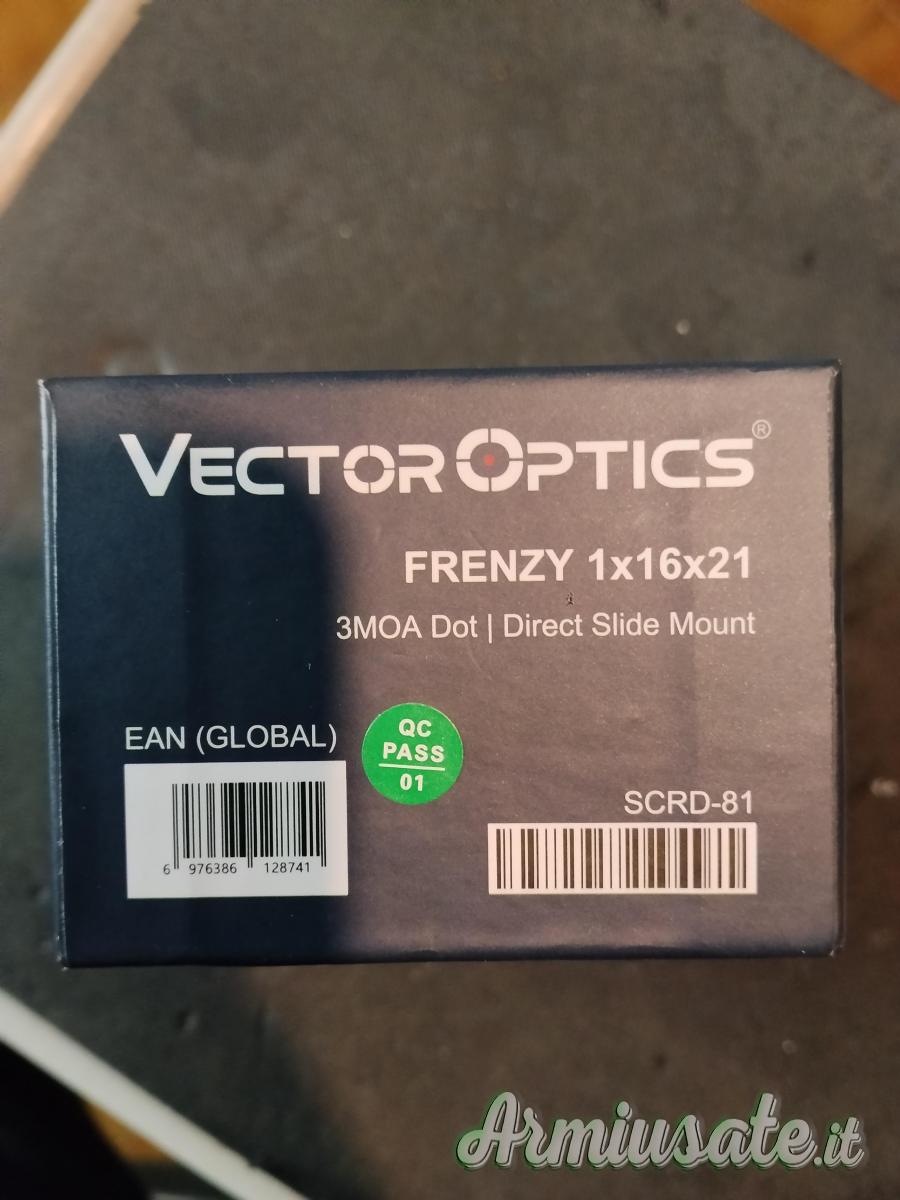 VECTOR OPTICS®
FRENZY 1x16x21
3MOA Dot | Direct Slide Mount
EAN (GLOBAL)
QC
PASS
01
6 976386 128741
SCRD-81
Armiusate.it